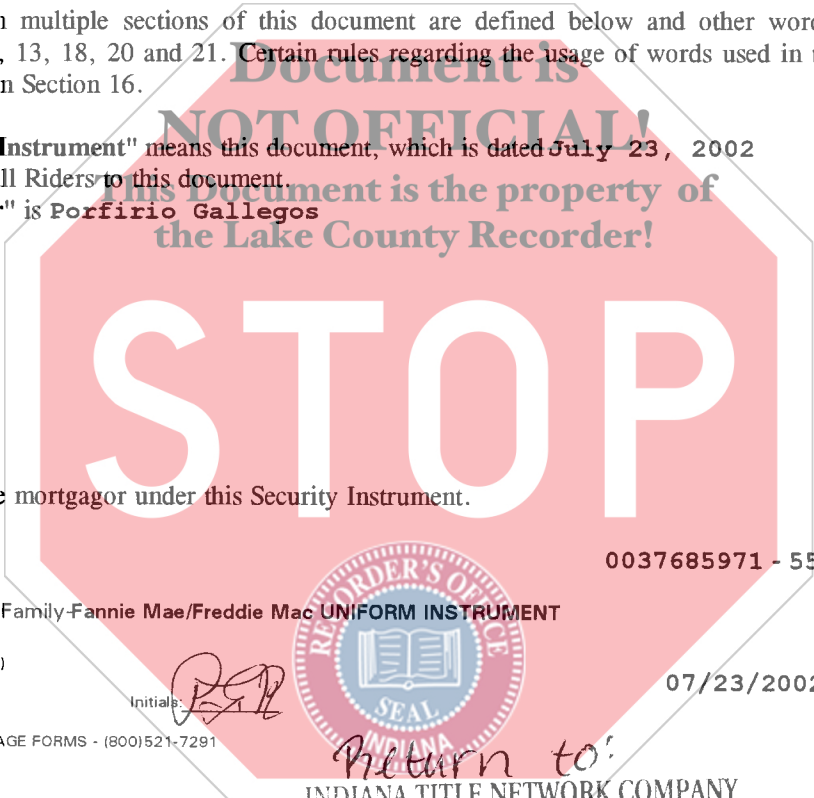 multiple sections of this document are defined below and other word
, 13, 18, 20 and 21. Certain rules regarding the usage of words used in
n Section 16.
Document is
NOT OFFICIAL!
Instrument" means this document, which is dated July 23, 2002
ll Riders to this document.
This Document is the property of
" is Porfirio Gallegos
the Lake County Recorder!
STOP
e mortgagor under this Security Instrument.
0037685971 - 55
RECORDER'S OFFICE
Family-Fannie Mae/Freddie Mac UNIFORM INSTRUMENT
)
07/23/2002
Initials:
SEAL
INDIANA
AGE FORMS - (800)521-7291
Return to:
INDIANA TITLE NETWORK COMPANY